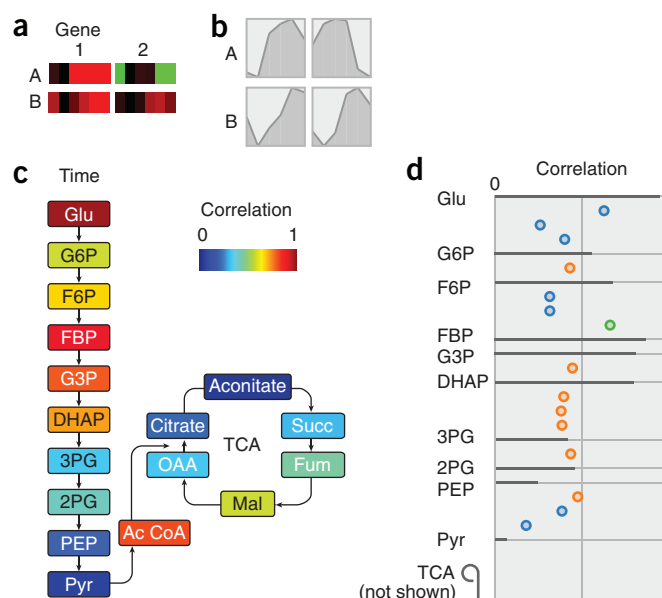 a
Gene
1 2
A
B
b
A
B
c
Time
Glu
G6P
F6P
FBP
G3P
DHAP
3PG
2PG
PEP
Pyr
Correlation
0 1
Aconitate
Citrate
Succ
TCA
OAA
Fum
Mal
Ac CoA
d
Correlation
0
Glu
G6P
F6P
FBP
G3P
DHAP
3PG
2PG
PEP
Pyr
TCA
(not shown)